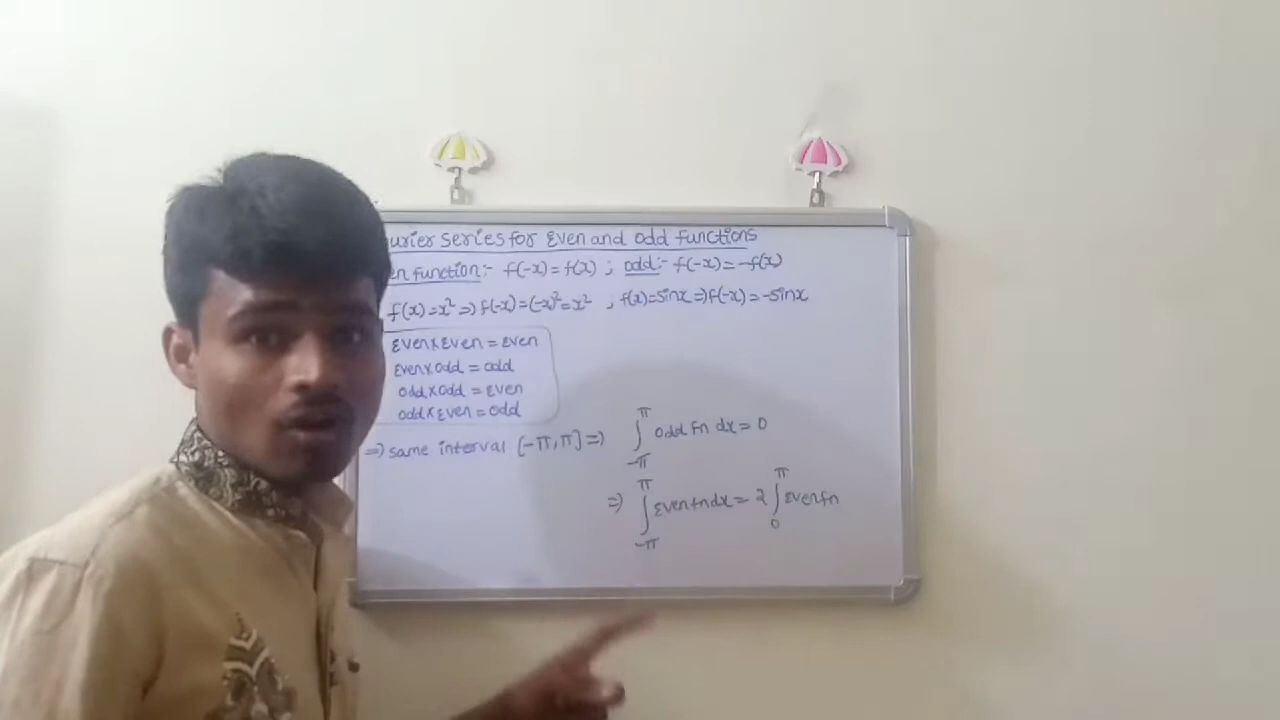 urier series for Even and odd functions
en function:- f(-x) = f(x) ; odd:- f(-x) = -f(x)
f(x) = x² => f(-x) = (-x)² = x² , f(x) = sinx => f(-x) = -sinx
Even x Even = Even
Even x odd = odd
odd x odd = Even
odd x Even = odd
=> same interval [-π, π] => ∫_{-π}^{π} odd fn dx = 0
=> ∫_{-π}^{π} Even fn dx = 2 ∫_{0}^{π} Even fn